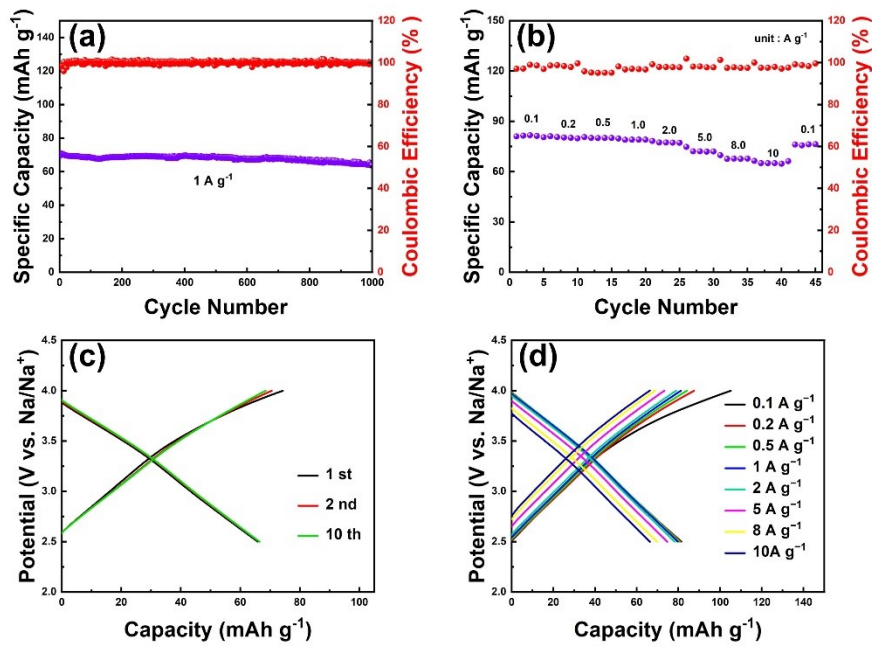 (a)
Specific Capacity (mAh g⁻¹)
140
120
100
80
60
40
20
0
1 A g⁻¹
120
100
80
60
40
20
0
Coulombic Efficiency (% )
0 200 400 600 800 1000
Cycle Number
(b)
unit : A g⁻¹
Specific Capacity (mAh g⁻¹)
150
120
90
60
30
0
0.1 0.2 0.5 1.0 2.0 5.0 8.0 10 0.1
120
100
80
60
40
20
0
Coulombic Efficiency (% )
0 5 10 15 20 25 30 35 40 45
Cycle Number
(c)
Potential (V vs. Na/Na⁺)
4.5
4.0
3.5
3.0
2.5
2.0
1 st
2 nd
10 th
0 20 40 60 80 100
Capacity (mAh g⁻¹)
(d)
Potential (V vs. Na/Na⁺)
4.5
4.0
3.5
3.0
2.5
2.0
0.1 A g⁻¹
0.2 A g⁻¹
0.5 A g⁻¹
1 A g⁻¹
2 A g⁻¹
5 A g⁻¹
8 A g⁻¹
10A g⁻¹
0 20 40 60 80 100 120 140
Capacity (mAh g⁻¹)